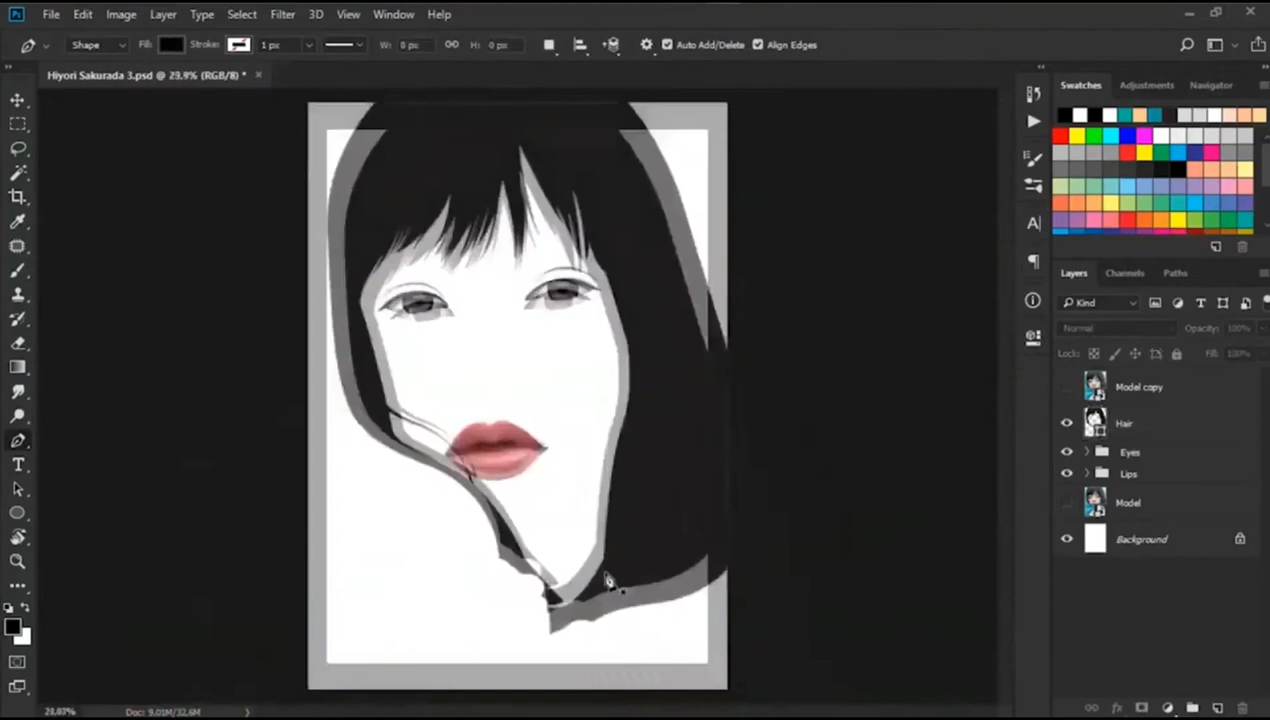 Ps File Edit Image Layer Type Select Filter 3D View Window Help
Shape Fill: Stroke: 1 px W: 0 px H: 0 px Auto Add/Delete Align Edges
Hiyori Sakurada 3.psd @ 23.9% (RGB/8) *
Swatches Adjustments Navigator
Layers Channels Paths
Kind
Normal Opacity: 100%
Lock: Fill: 100%
Model copy
Hair
Eyes
Lips
Model
Background
Doc: 9.01M/32.6M